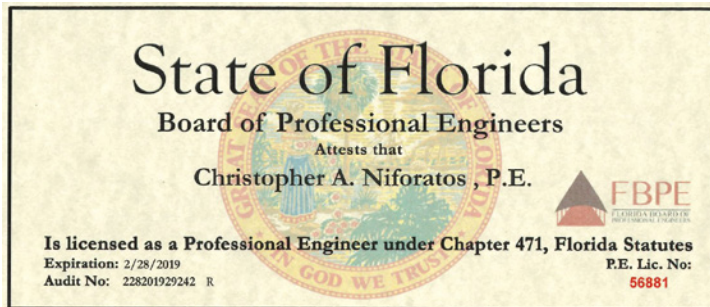 State of Florida
Board of Professional Engineers
Attests that
Christopher A. Niforatos , P.E.
GREAT SEAL OF THE STATE OF FLORIDA
IN GOD WE TRUST
FBPE
FLORIDA BOARD OF
PROFESSIONAL ENGINEERS
Is licensed as a Professional Engineer under Chapter 471, Florida Statutes
Expiration: 2/28/2019
P.E. Lic. No:
Audit No: 228201929242 R
56881